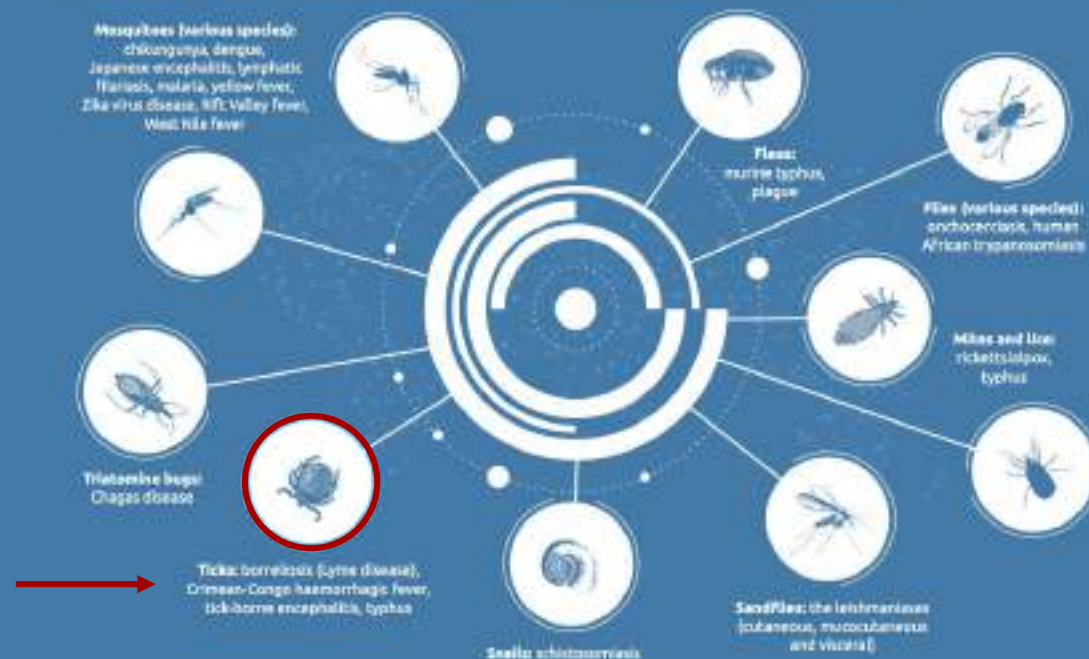 Mosquitoes (various species):
chikungunya, dengue,
Japanese encephalitis, lymphatic
filariasis, malaria, yellow fever,
Zika virus disease, Rift Valley fever,
West Nile fever
Fleas:
murine typhus,
plague
Flies (various species):
onchocerciasis, human
African trypanosomiasis
Mites and lice:
rickettsialpox,
typhus
Triatomine bugs:
Chagas disease
Ticks: borreliosis (Lyme disease),
Crimean-Congo haemorrhagic fever,
tick-borne encephalitis, typhus
Sandflies: the leishmaniases
(cutaneous, mucocutaneous
and visceral)
Snails: schistosomiasis